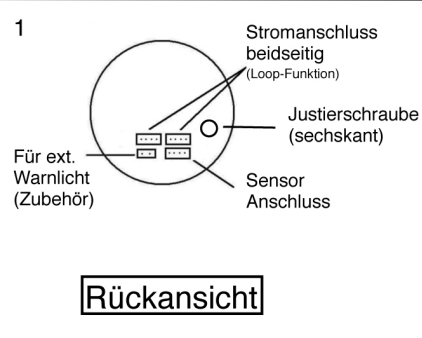 1
Stromanschluss
beidseitig
(Loop-Funktion)
Justierschraube
(sechskant)
Für ext.
Warnlicht
(Zubehör)
Sensor
Anschluss
Rückansicht